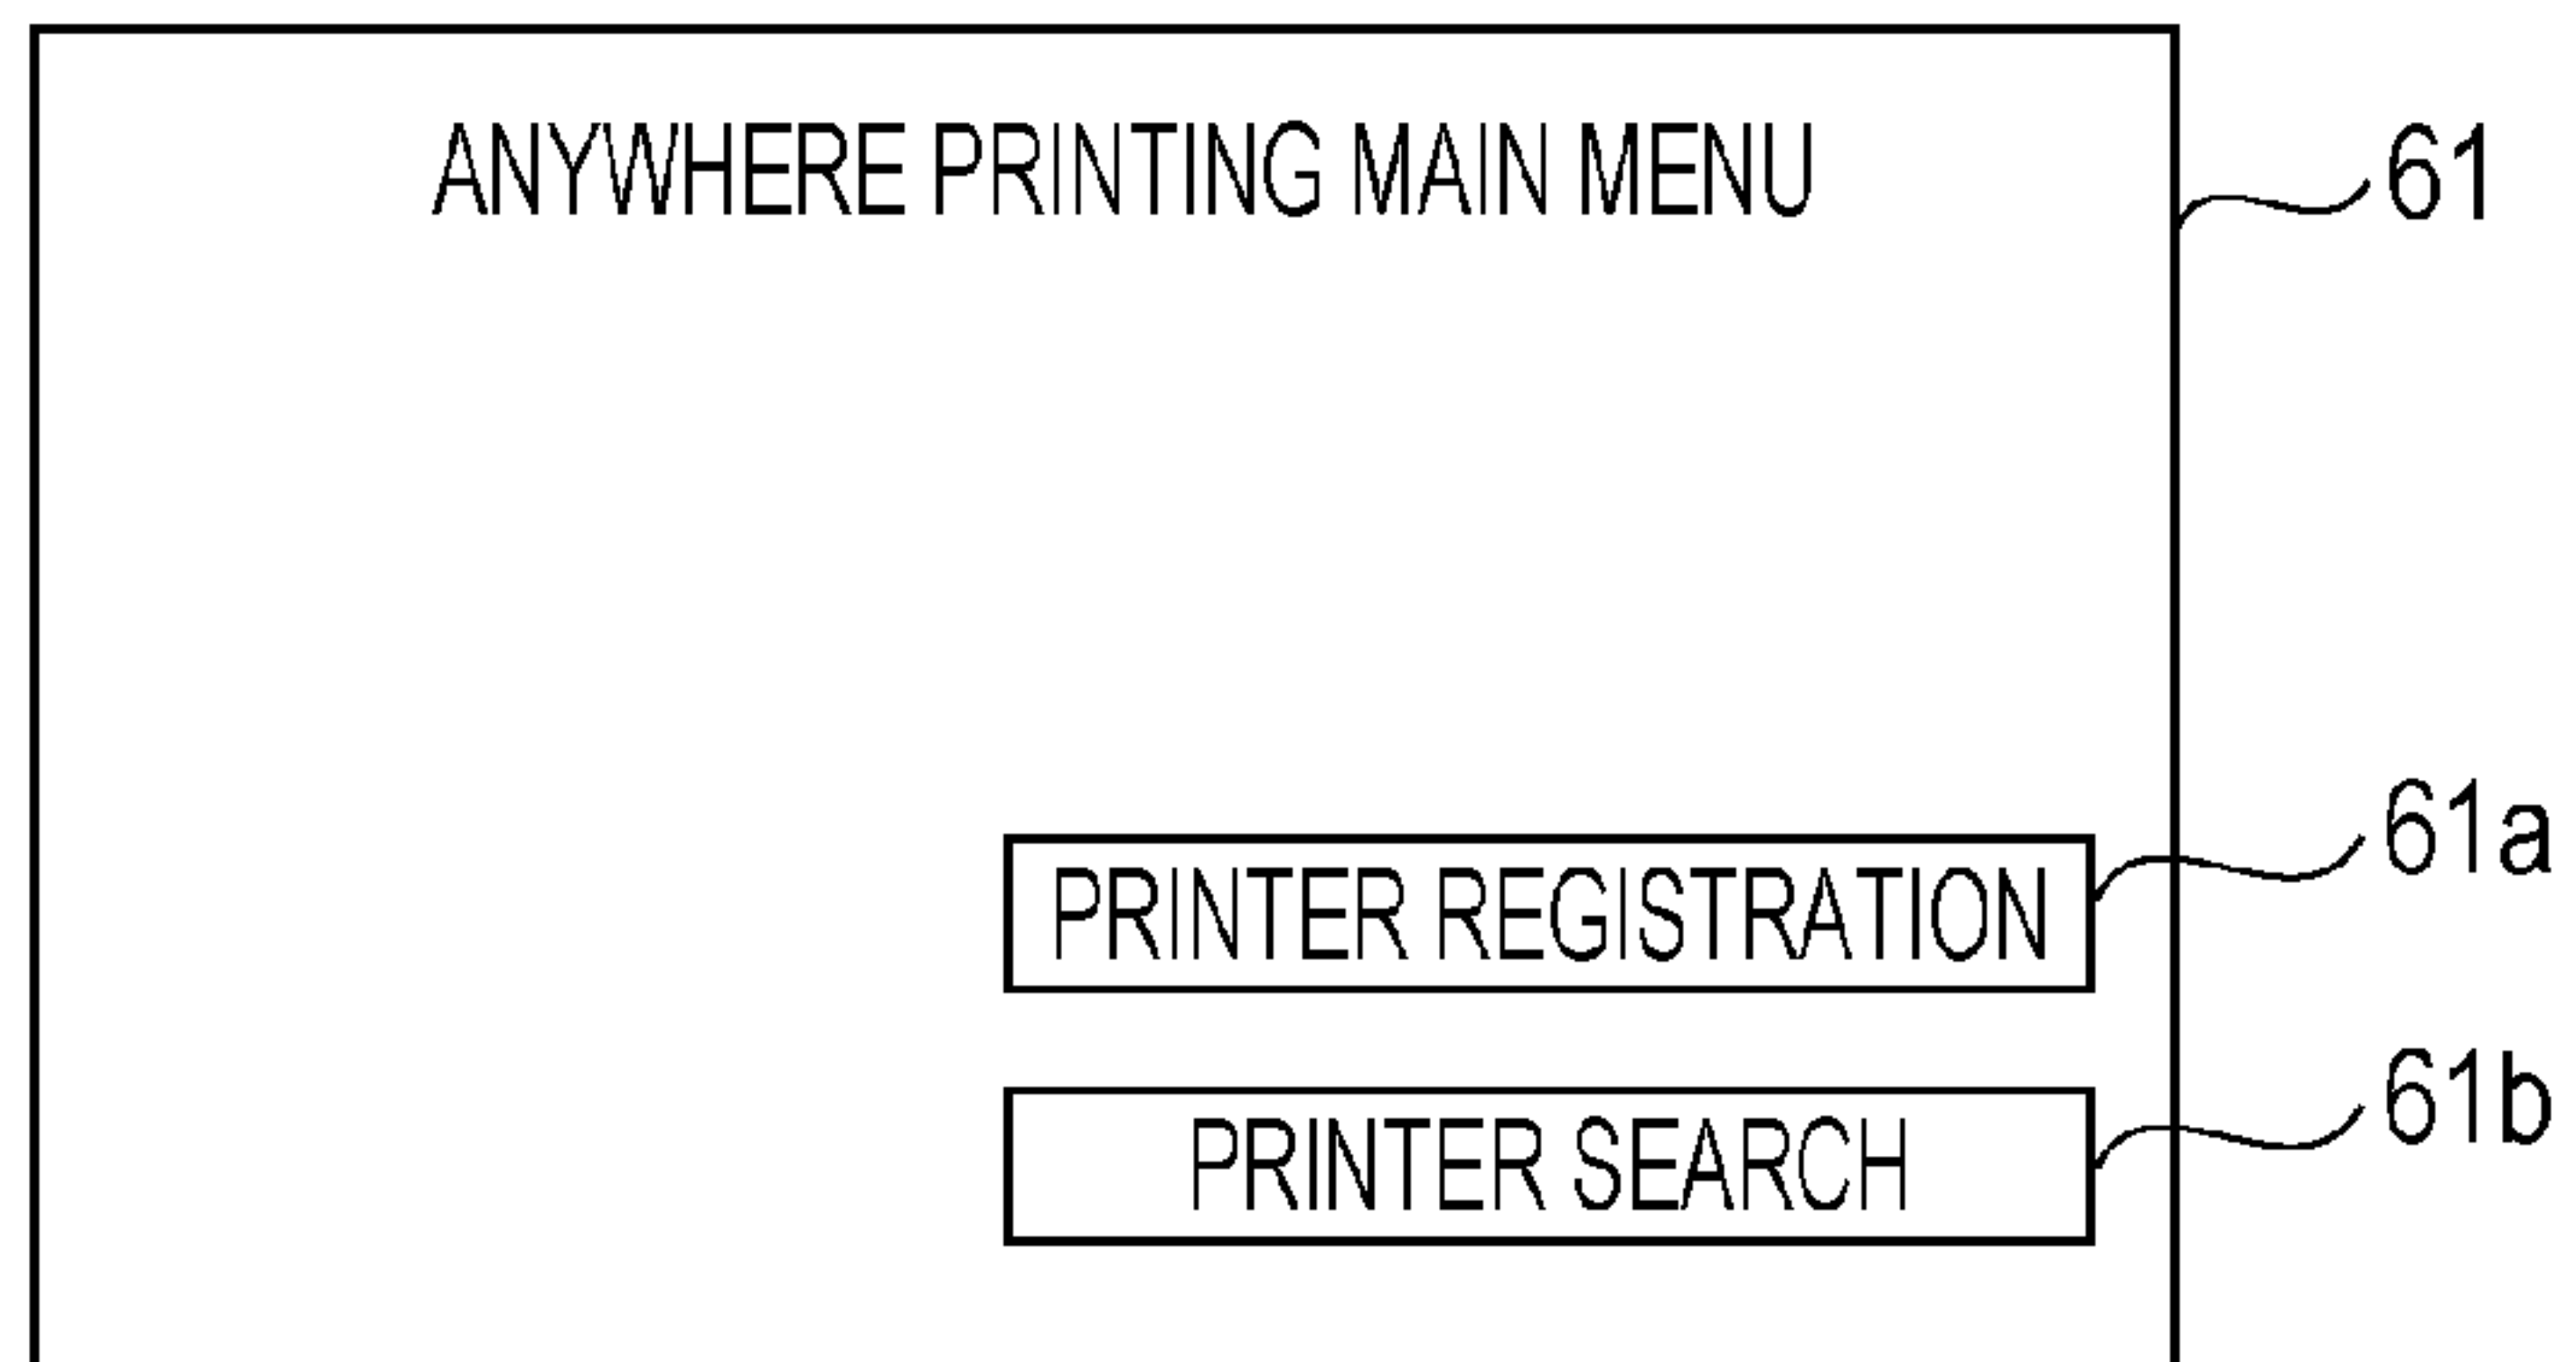 ANYWHERE PRINTING MAIN MENU
61
61a
PRINTER REGISTRATION
61b
PRINTER SEARCH